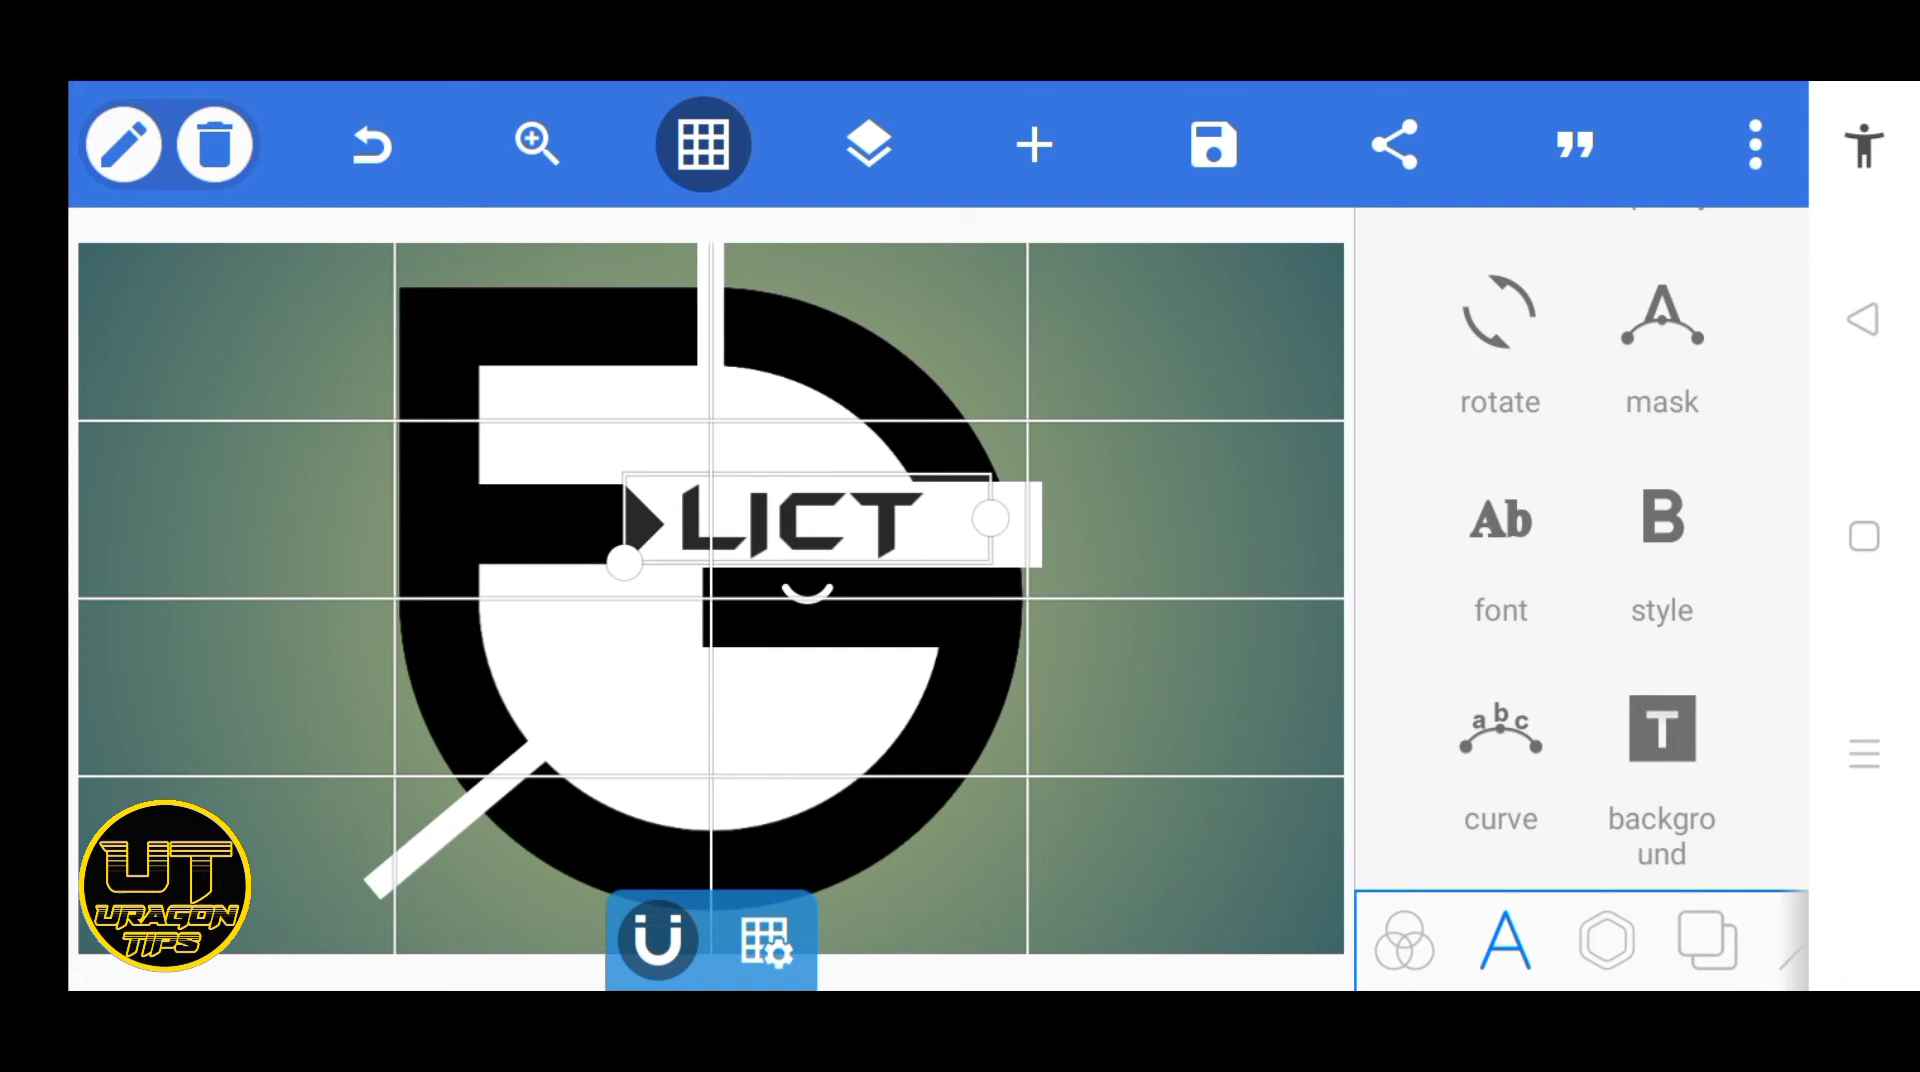 rotate
mask
LICT
Ab
B
font
style
abc
T
curve
backgro
und
UT
URAGON
TIPS